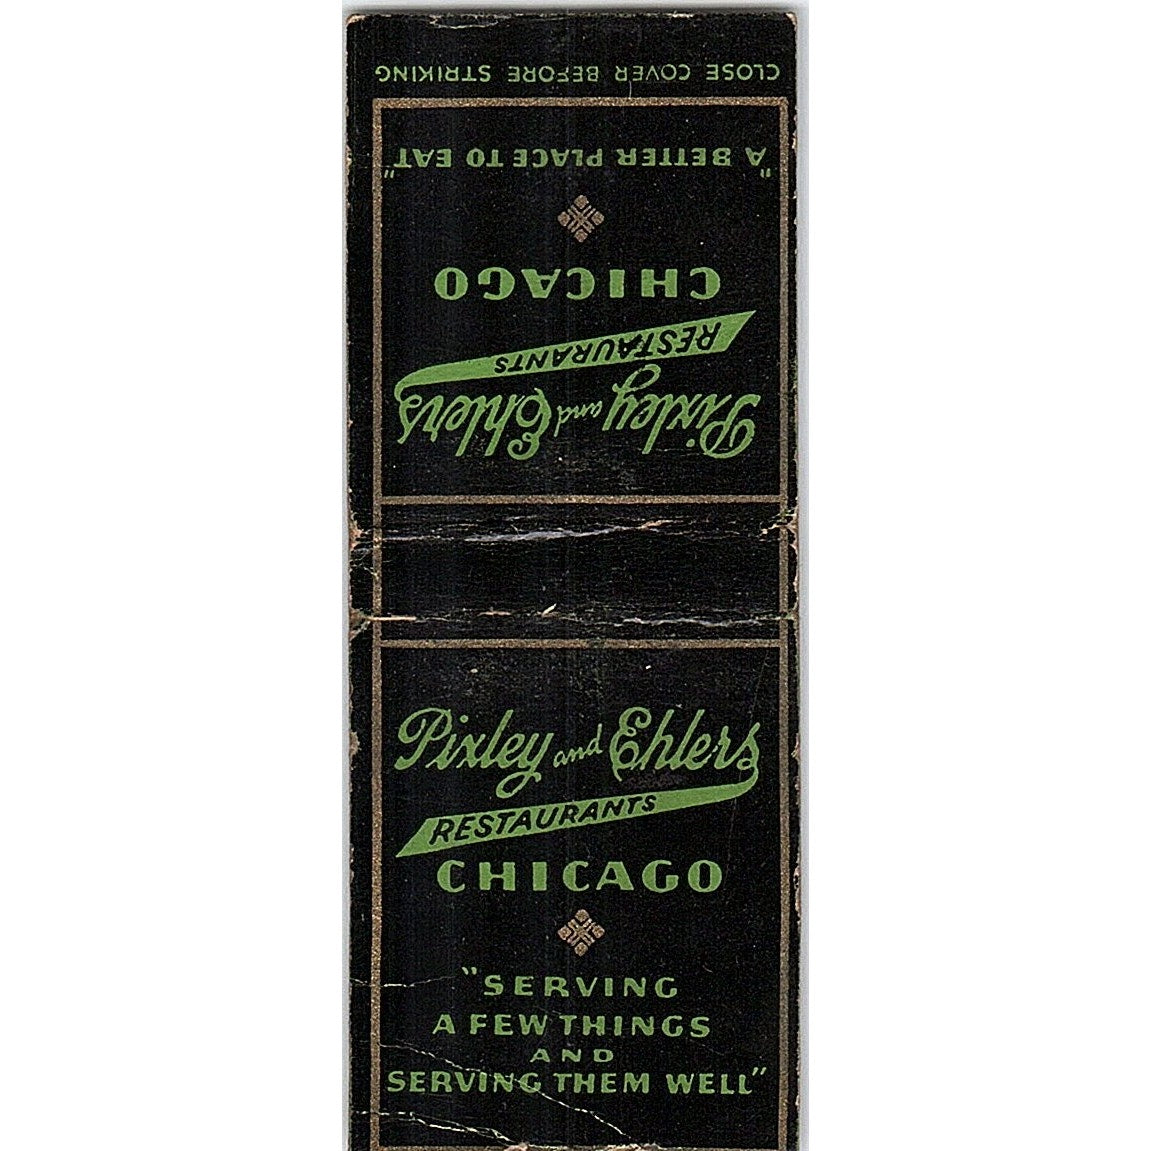 CLOSE COVER BEFORE STRIKING
"A BETTER PLACE TO EAT"
CHICAGO
RESTAURANTS
Pixley and Ehlers
Pixley and Ehlers
RESTAURANTS
CHICAGO
"SERVING
A FEW THINGS
AND
SERVING THEM WELL"